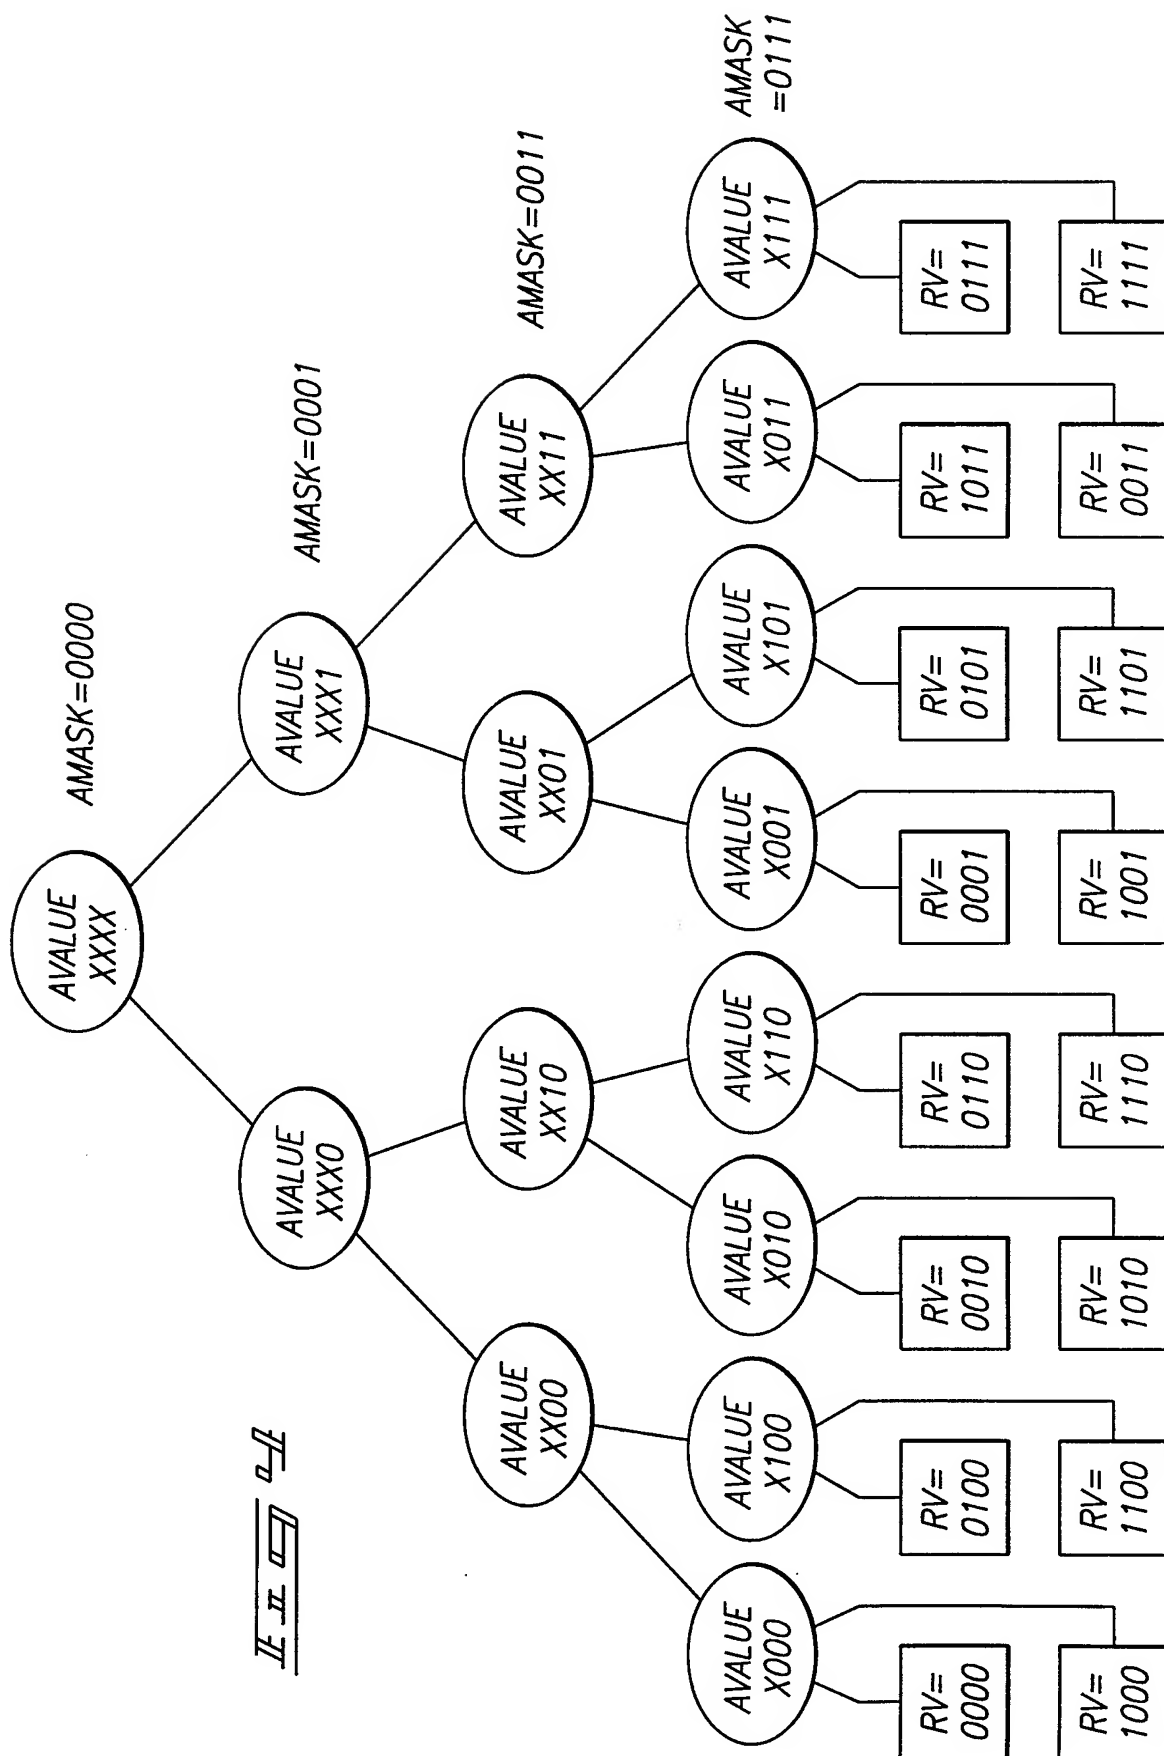 FIG 4
AVALUE
XXXX
AMASK=0000
AVALUE
XXX0
AVALUE
XXX1
AMASK=0001
AVALUE
XX00
AVALUE
XX10
AVALUE
XX01
AVALUE
XX11
AMASK=0011
AVALUE
X000
AVALUE
X100
AVALUE
X010
AVALUE
X110
AVALUE
X001
AVALUE
X101
AVALUE
X011
AVALUE
X111
AMASK
=0111
RV=
0000
RV=
0100
RV=
0010
RV=
0110
RV=
0001
RV=
0101
RV=
1011
RV=
0111
RV=
1000
RV=
1100
RV=
1010
RV=
1110
RV=
1001
RV=
1101
RV=
0011
RV=
1111